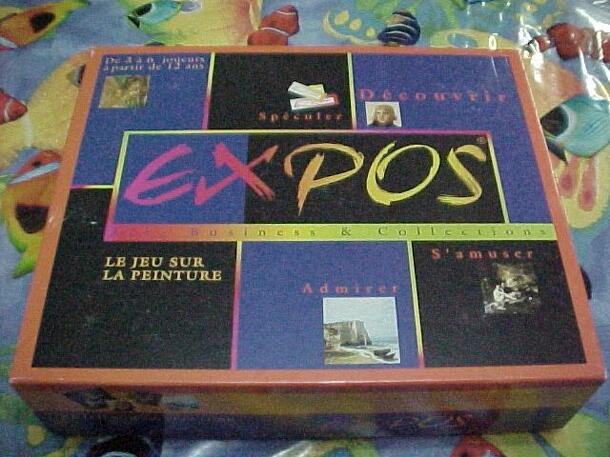 De 3 à 6 joueurs
à partir de 12 ans
Spéculer
Découvrir
EXPOS®
Business & Collections
LE JEU SUR
LA PEINTURE
Admirer
S'amuser
EXPOS